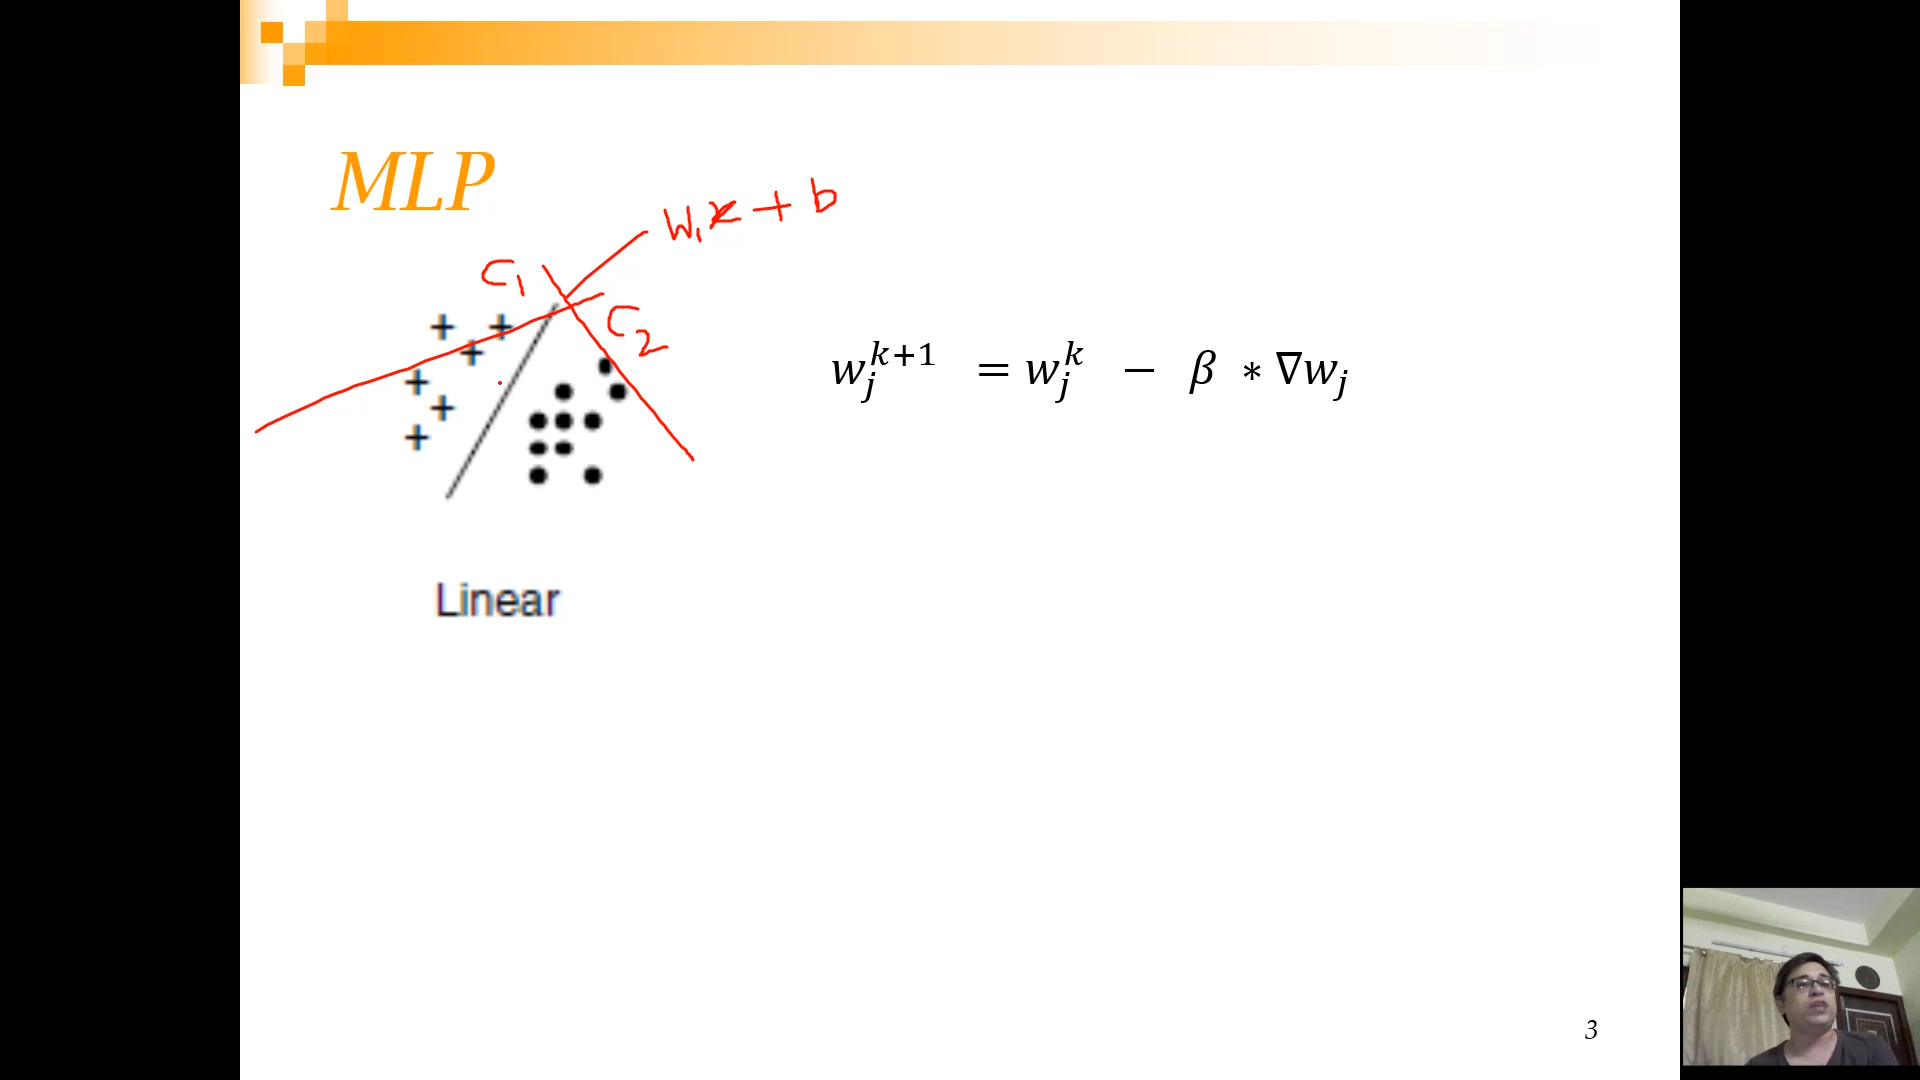 MLP
W₁x + b
C₁
C₂
+ + + + + +
w_j^{k+1} = w_j^k − β * ∇w_j
Linear
3